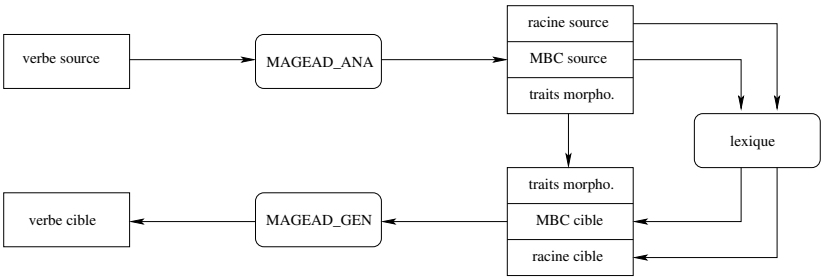 racine source
verbe source
MAGEAD_ANA
MBC source
traits morpho.
lexique
traits morpho.
verbe cible
MAGEAD_GEN
MBC cible
racine cible